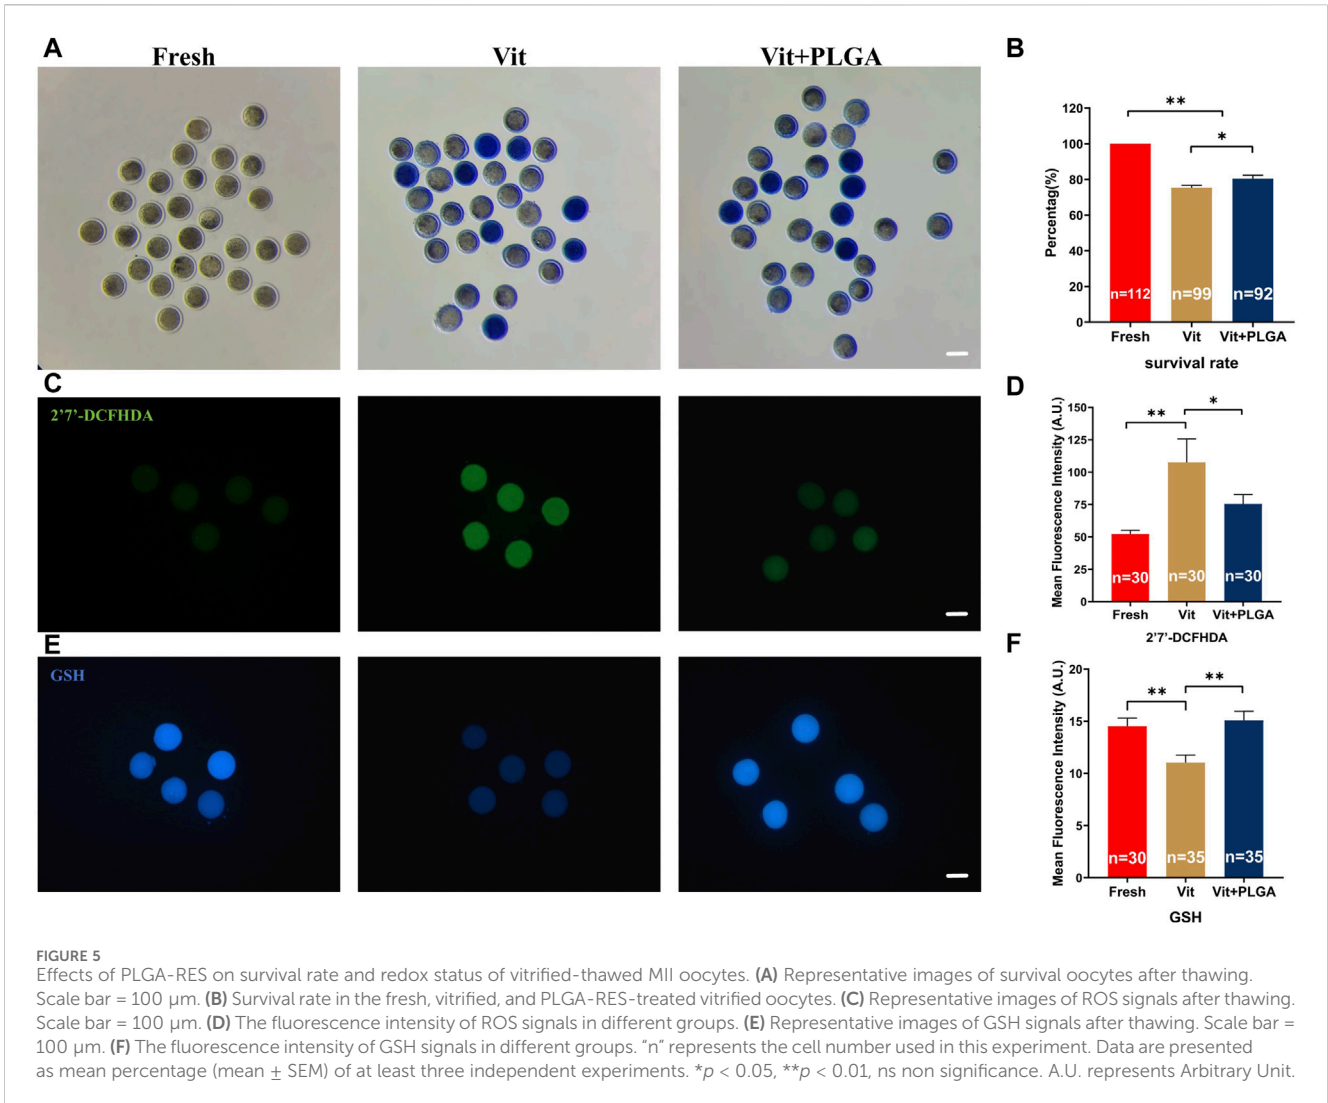 A
Fresh
Vit
Vit+PLGA
B
Percentag(%)
120
100
80
60
40
20
0
**
*
n=112
n=99
n=92
Fresh
Vit
Vit+PLGA
survival rate
C
2'7'-DCFHDA
D
Mean Fluorescence Intensity (A.U.)
150
125
100
75
50
25
0
**
*
n=30
n=30
n=30
Fresh
Vit
Vit+PLGA
2'7'-DCFHDA
E
GSH
F
Mean Fluorescence Intensity (A.U.)
20
15
10
5
0
**
**
n=30
n=35
n=35
Fresh
Vit
Vit+PLGA
GSH
FIGURE 5
Effects of PLGA-RES on survival rate and redox status of vitrified-thawed MII oocytes. (A) Representative images of survival oocytes after thawing.
Scale bar = 100 µm. (B) Survival rate in the fresh, vitrified, and PLGA-RES-treated vitrified oocytes. (C) Representative images of ROS signals after thawing.
Scale bar = 100 µm. (D) The fluorescence intensity of ROS signals in different groups. (E) Representative images of GSH signals after thawing. Scale bar =
100 µm. (F) The fluorescence intensity of GSH signals in different groups. "n" represents the cell number used in this experiment. Data are presented
as mean percentage (mean ± SEM) of at least three independent experiments. *p < 0.05, **p < 0.01, ns non significance. A.U. represents Arbitrary Unit.